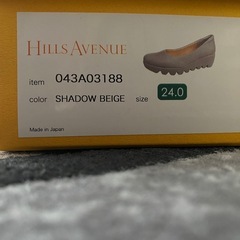 HILLS AVENUE
item 043A03188
color SHADOW BEIGE size 24.0
Made in Japan